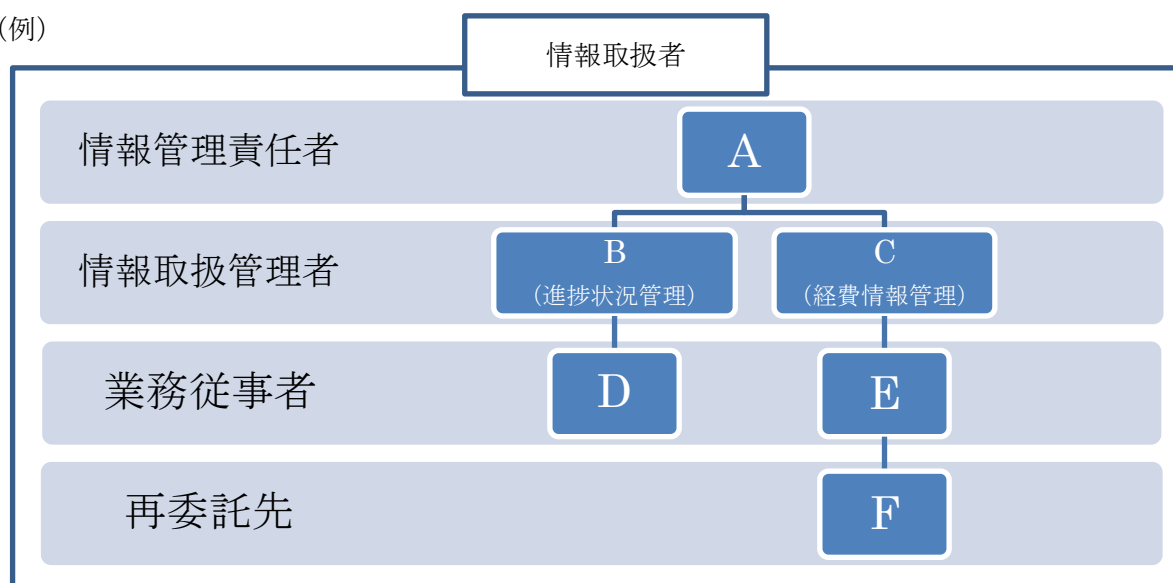 (例)
情報取扱者
情報管理責任者
A
情報取扱管理者
B
(進捗状況管理)
C
(経費情報管理)
業務従事者
D
E
再委託先
F